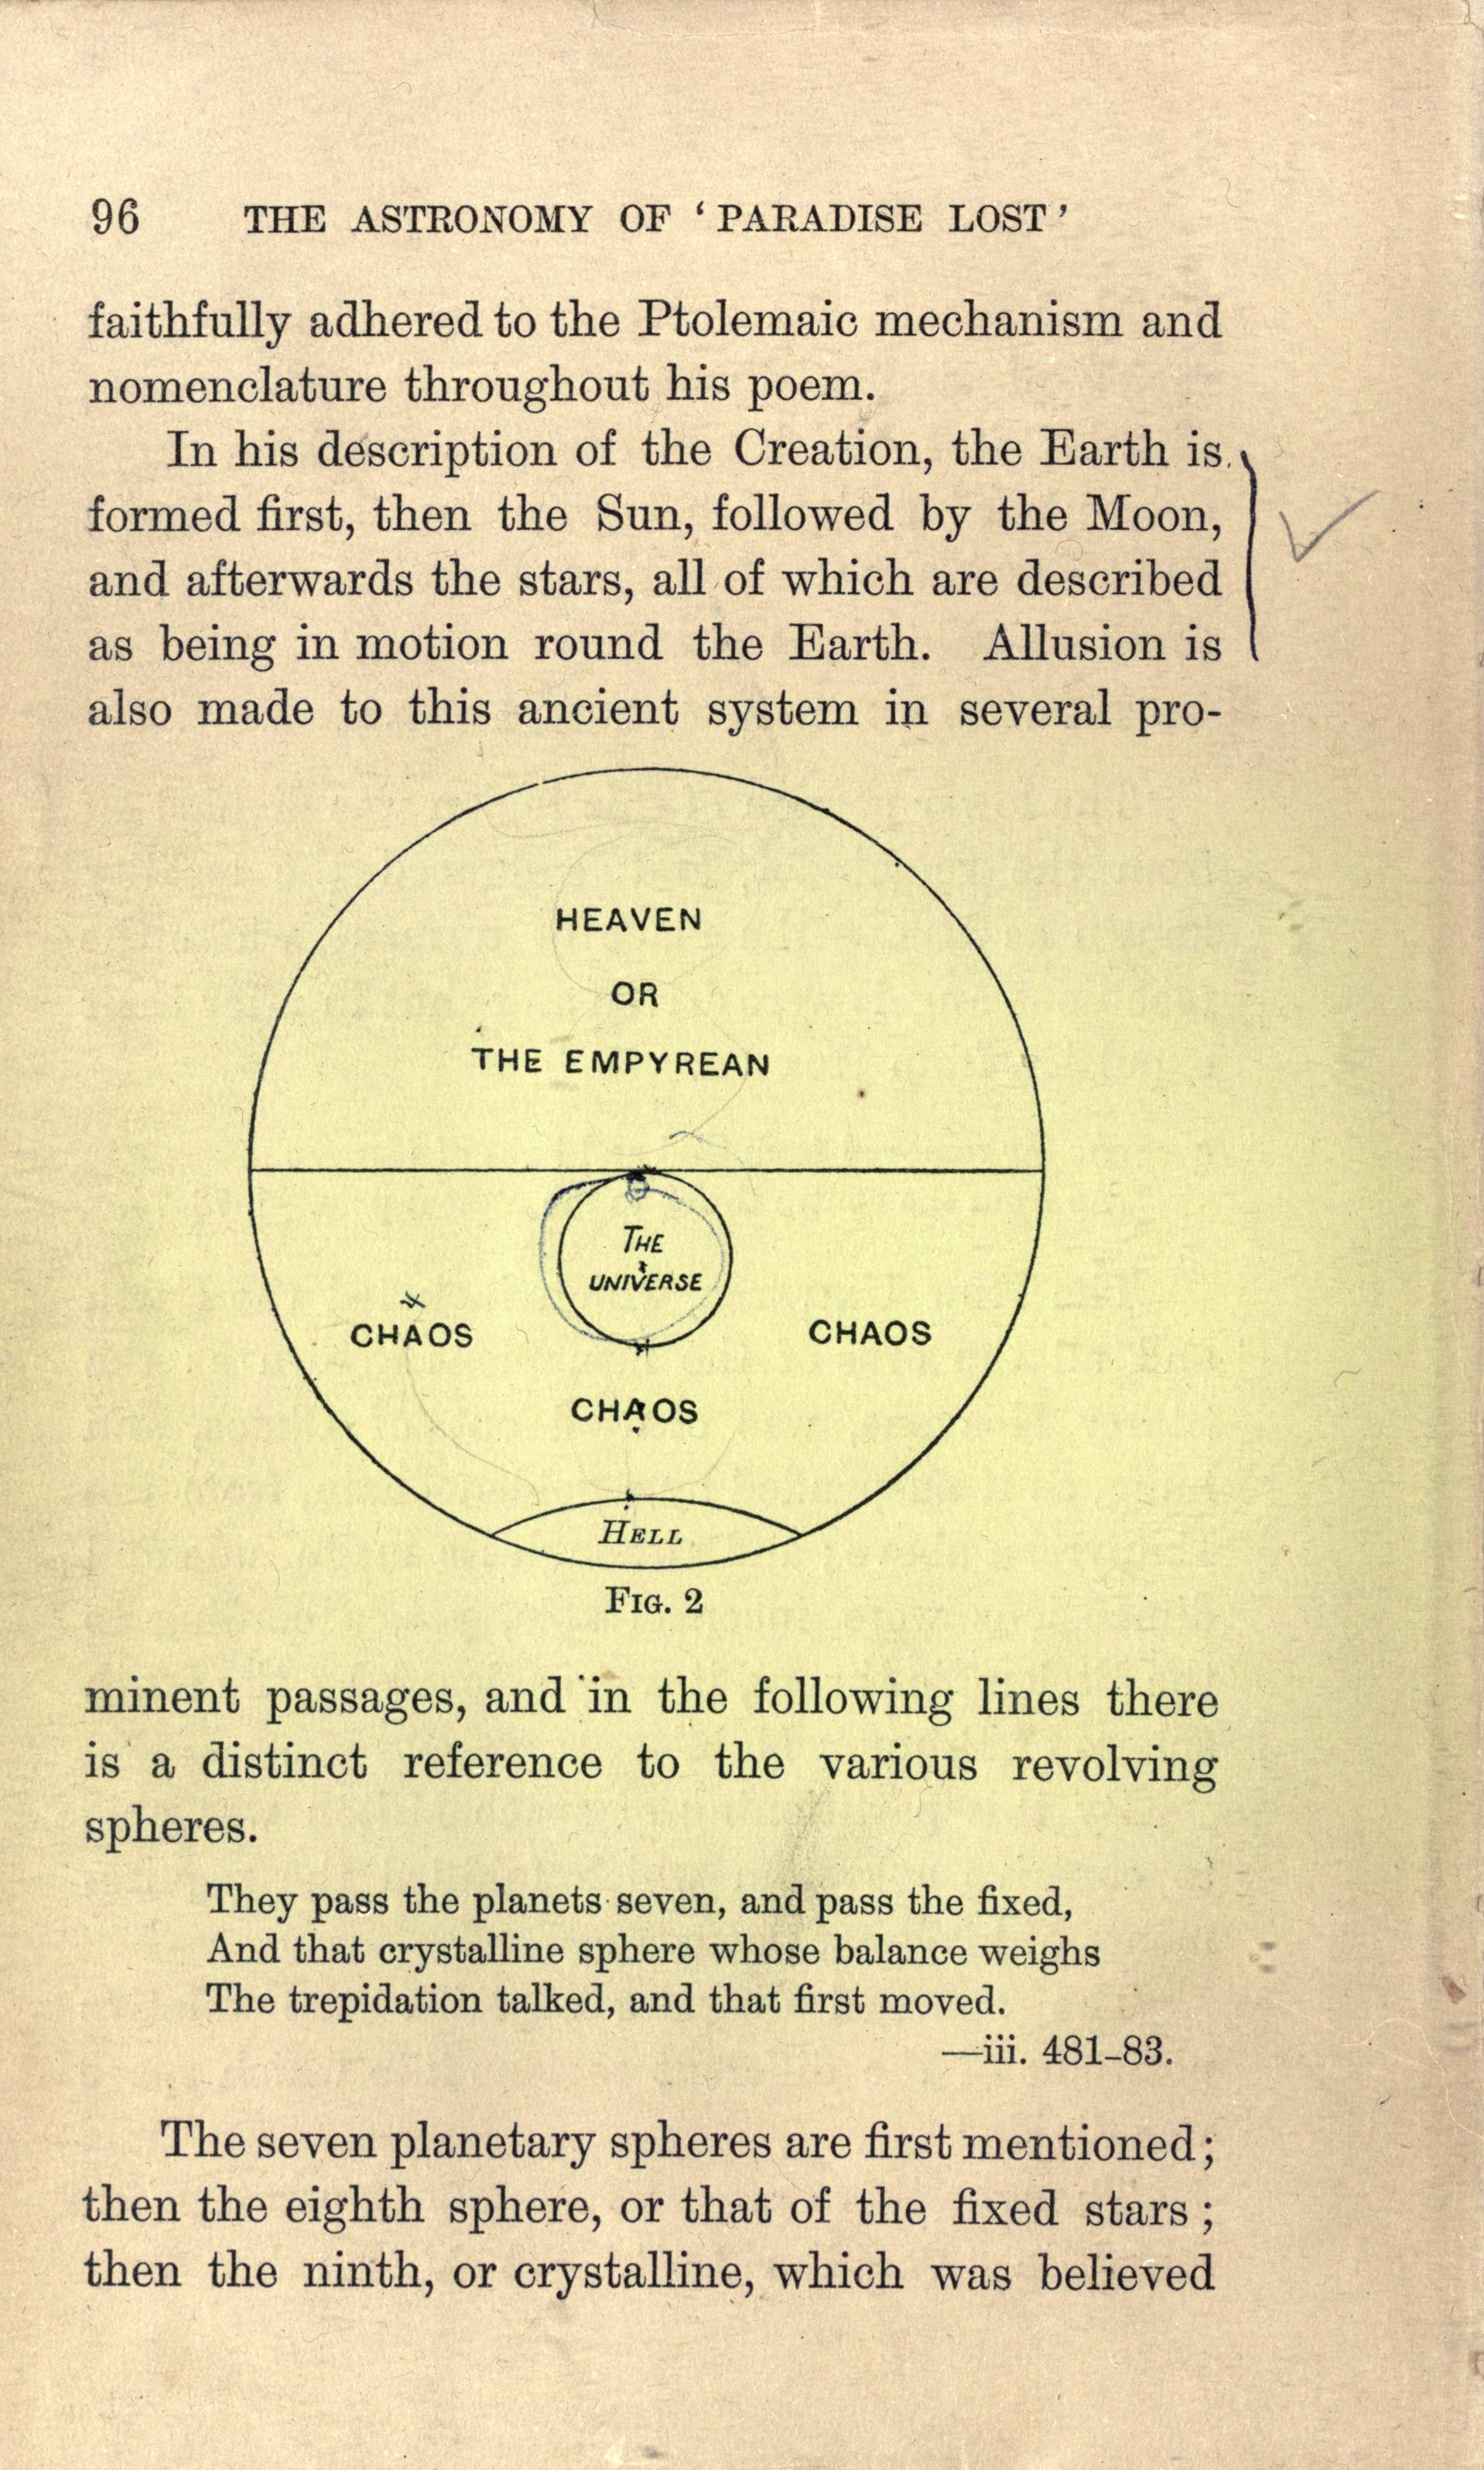 96 THE ASTRONOMY OF ‘PARADISE LOST’
faithfully adhered to the Ptolemaic mechanism and
nomenclature throughout his poem.
In his description of the Creation, the Earth is
formed first, then the Sun, followed by the Moon,
and afterwards the stars, all of which are described
as being in motion round the Earth. Allusion is
also made to this ancient system in several pro-
HEAVEN
OR
THE EMPYREAN
THE
UNIVERSE
CHAOS
CHAOS
CHAOS
HELL
FIG. 2
minent passages, and in the following lines there
is a distinct reference to the various revolving
spheres.
They pass the planets seven, and pass the fixed,
And that crystalline sphere whose balance weighs
The trepidation talked, and that first moved.
—iii. 481–83.
The seven planetary spheres are first mentioned;
then the eighth sphere, or that of the fixed stars;
then the ninth, or crystalline, which was believed